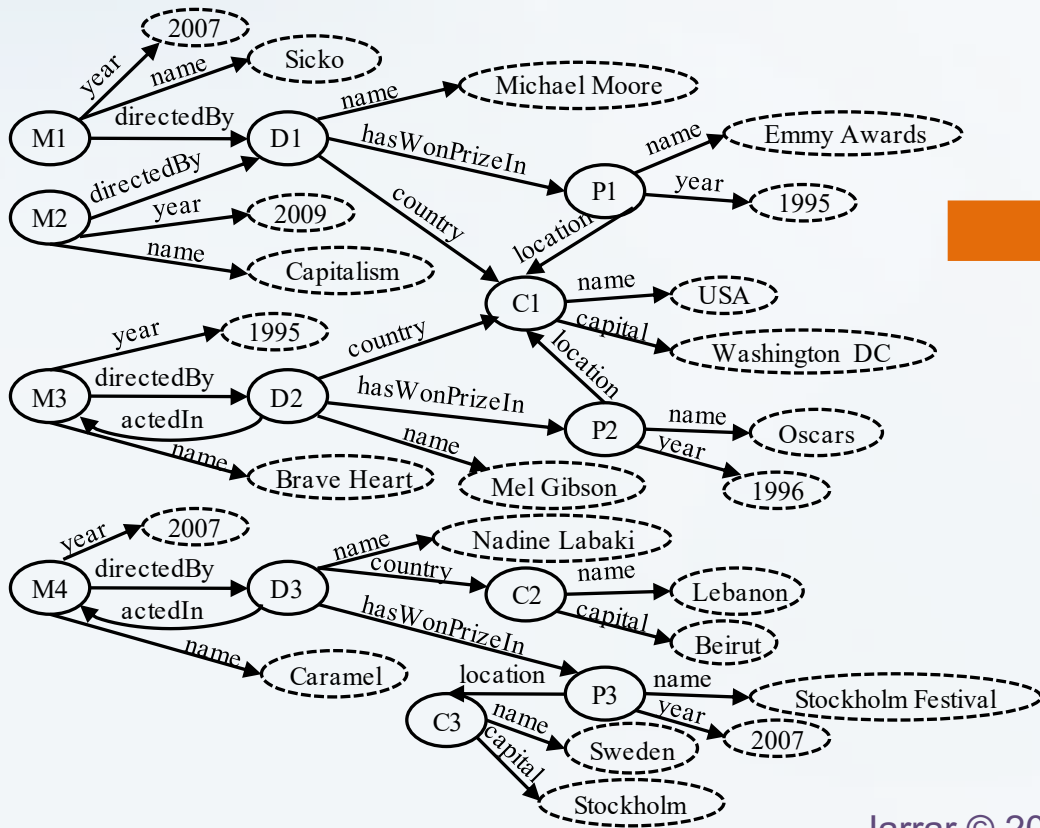 2007
year
name
Sicko
M1
directedBy
D1
name
Michael Moore
hasWonPrizeIn
name
Emmy Awards
directedBy
M2
year
2009
name
Capitalism
country
P1
year
1995
location
C1
name
USA
capital
Washington DC
year
1995
country
location
M3
directedBy
D2
actedIn
hasWonPrizeIn
P2
name
Oscars
year
1996
name
Brave Heart
name
Mel Gibson
year
2007
M4
directedBy
D3
actedIn
name
Nadine Labaki
country
C2
name
Lebanon
capital
Beirut
name
Caramel
hasWonPrizeIn
location
P3
name
Stockholm Festival
year
2007
C3
name
Sweden
capital
Stockholm
Jarrar © 20